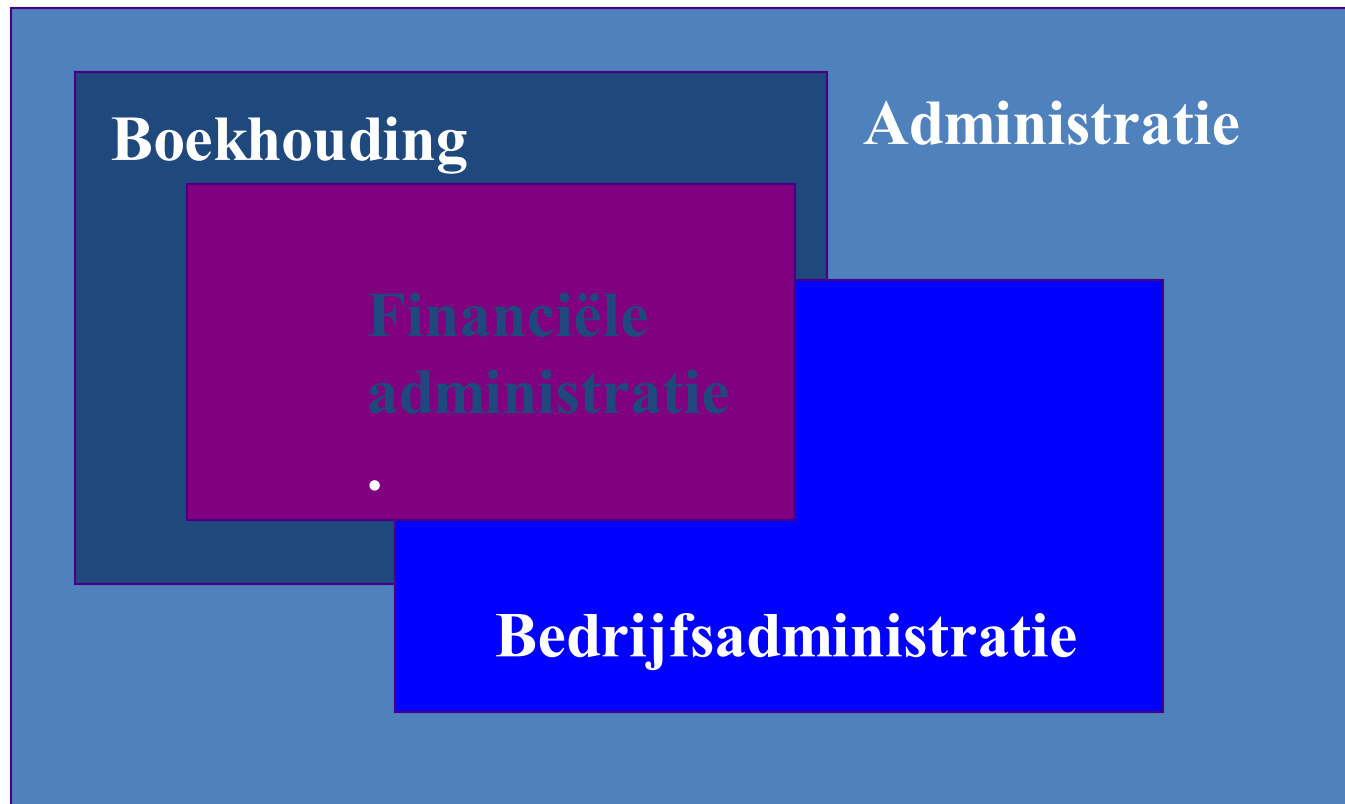 Boekhouding
Administratie
Financiële
administratie
.
Bedrijfsadministratie